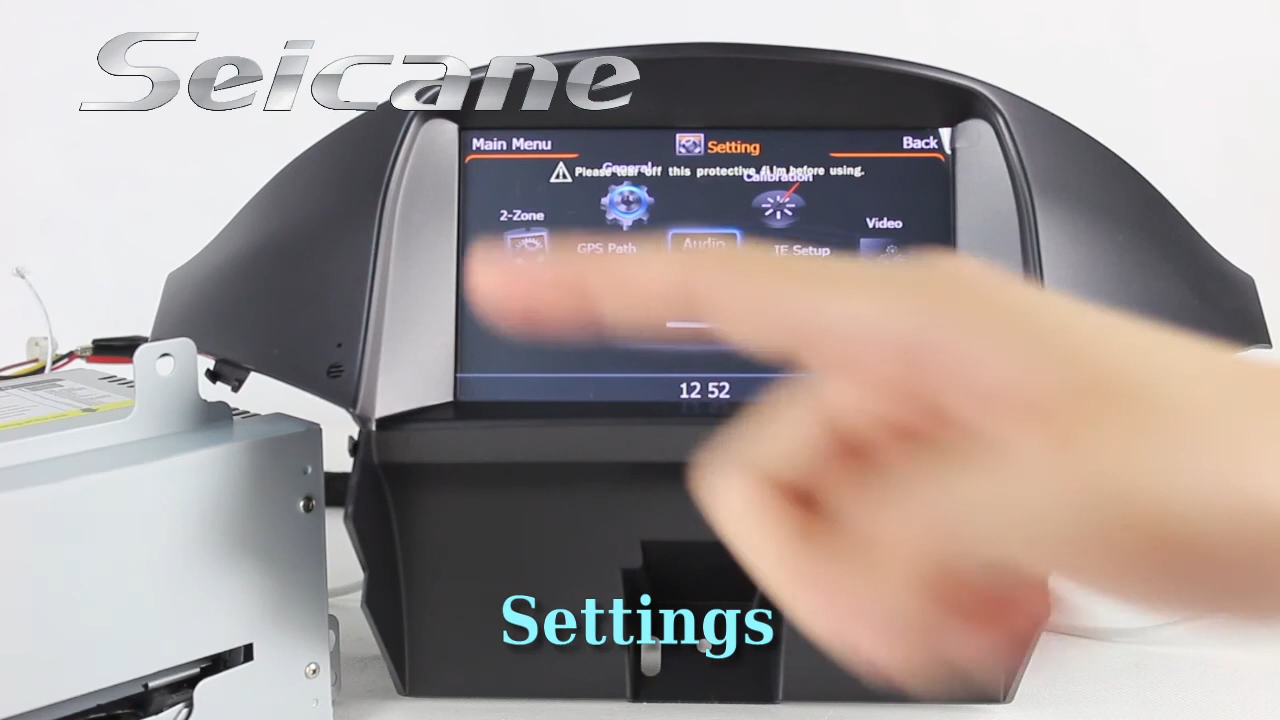 Seicane
Main Menu
Setting
Back
General
Please tear off this protective film before using.
Calibration
2-Zone
Video
GPS Path
Audio
IE Setup
12 52
Settings